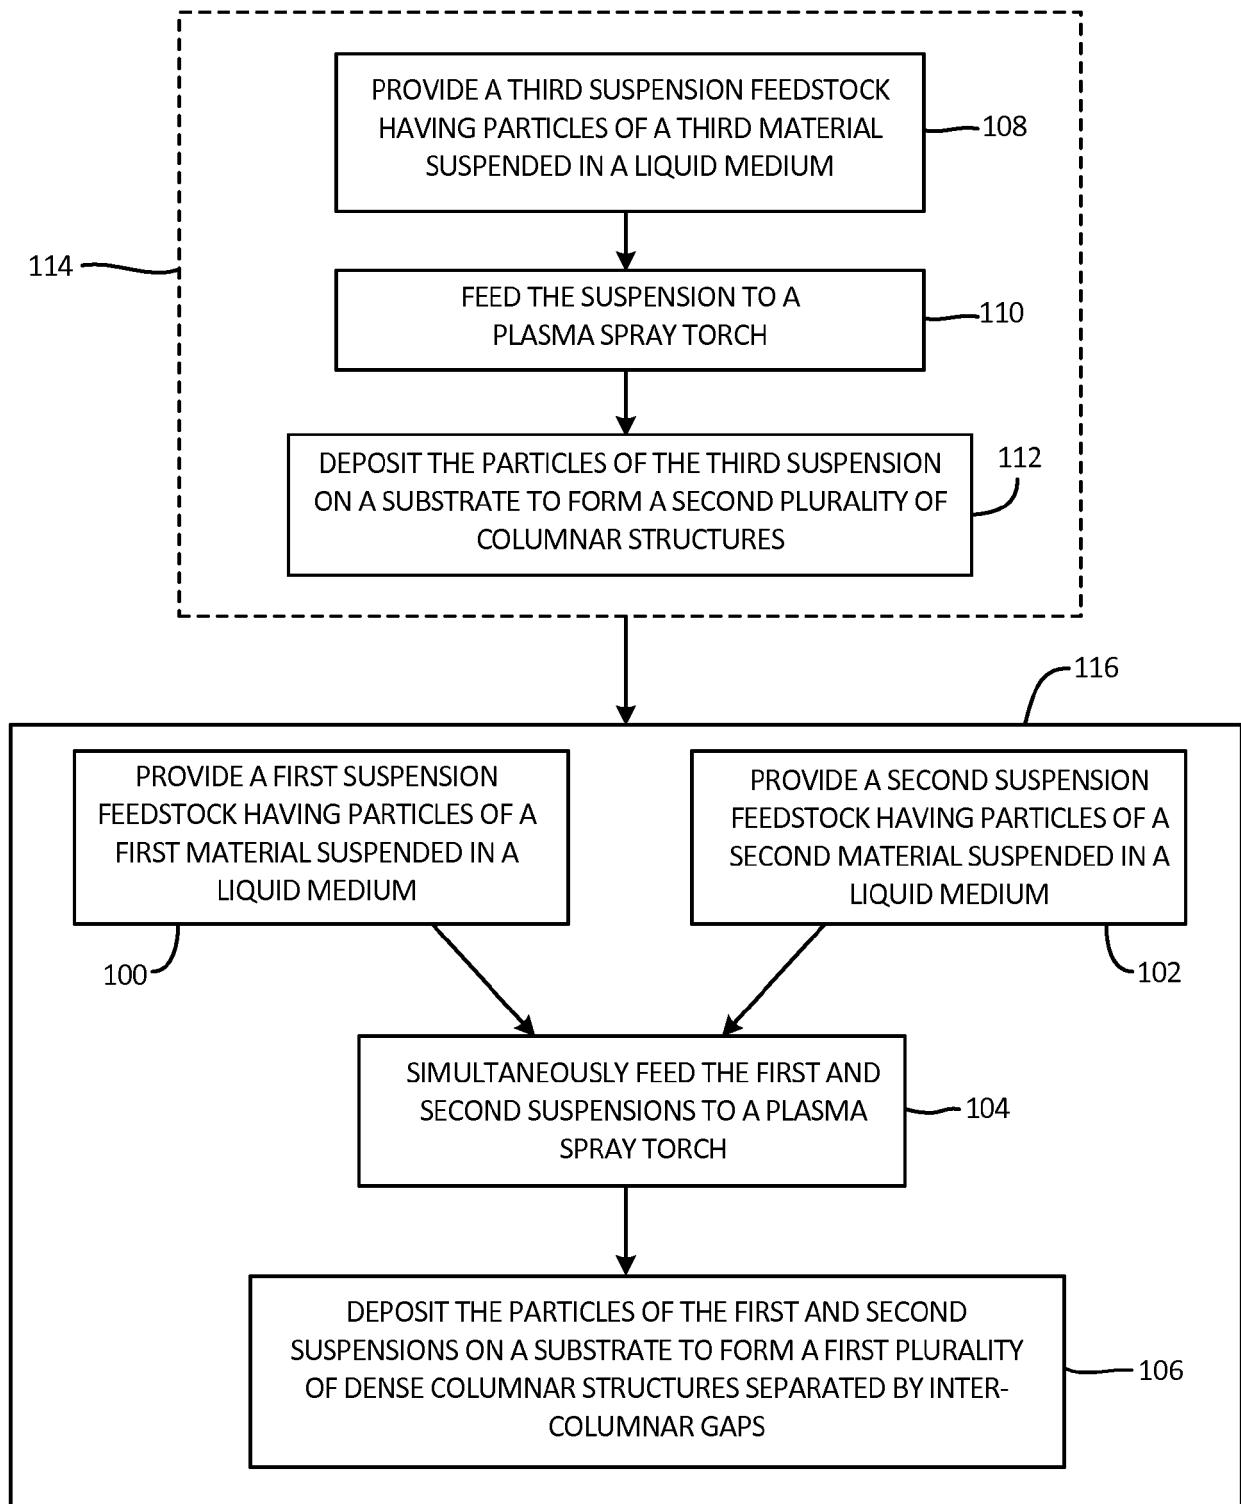 PROVIDE A THIRD SUSPENSION FEEDSTOCK
HAVING PARTICLES OF A THIRD MATERIAL
SUSPENDED IN A LIQUID MEDIUM
108
114
FEED THE SUSPENSION TO A
PLASMA SPRAY TORCH
110
DEPOSIT THE PARTICLES OF THE THIRD SUSPENSION
ON A SUBSTRATE TO FORM A SECOND PLURALITY OF
COLUMNAR STRUCTURES
112
116
PROVIDE A FIRST SUSPENSION
FEEDSTOCK HAVING PARTICLES OF A
FIRST MATERIAL SUSPENDED IN A
LIQUID MEDIUM
100
PROVIDE A SECOND SUSPENSION
FEEDSTOCK HAVING PARTICLES OF A
SECOND MATERIAL SUSPENDED IN A
LIQUID MEDIUM
102
SIMULTANEOUSLY FEED THE FIRST AND
SECOND SUSPENSIONS TO A PLASMA
SPRAY TORCH
104
DEPOSIT THE PARTICLES OF THE FIRST AND SECOND
SUSPENSIONS ON A SUBSTRATE TO FORM A FIRST PLURALITY
OF DENSE COLUMNAR STRUCTURES SEPARATED BY INTER-
COLUMNAR GAPS
106